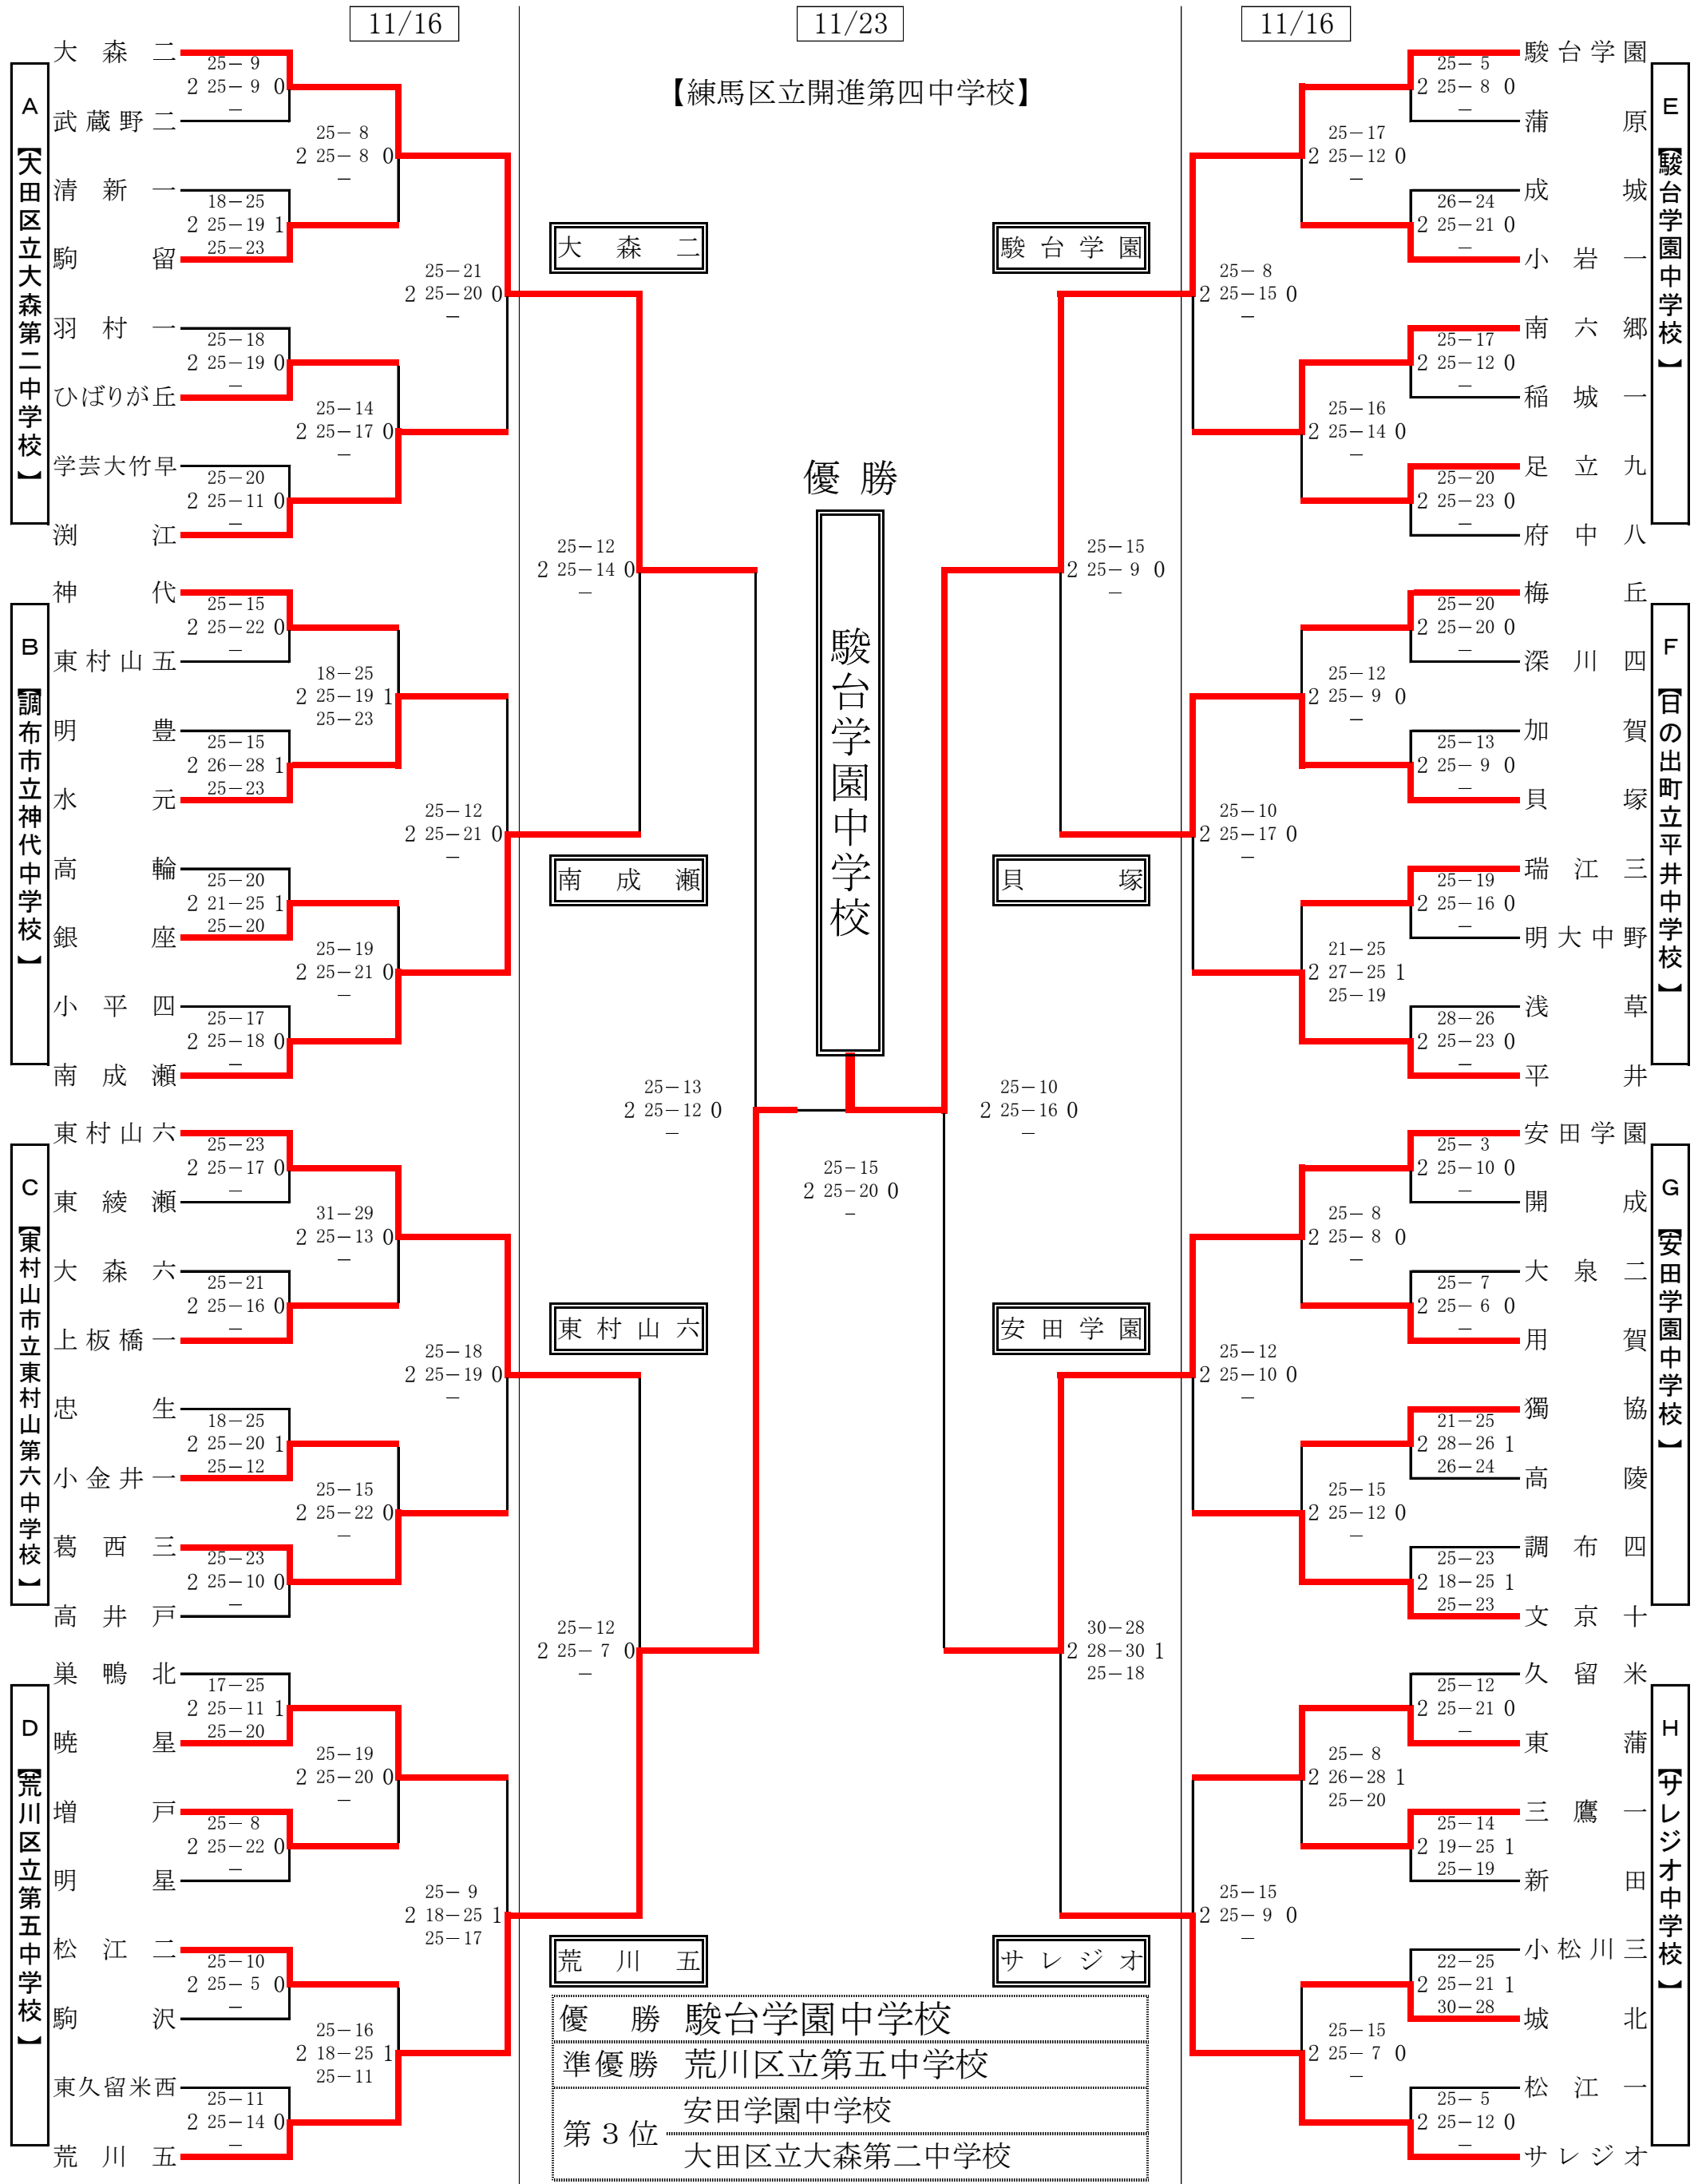 11/16
11/23
11/16
【練馬区立開進第四中学校】
A 【大田区立大森第二中学校】
大森二
25－9
2 25－9 0
－
武蔵野二
25－8
2 25－8 0
－
清新一
18－25
2 25－19 1
25－23
駒留
25－21
2 25－20 0
－
羽村一
25－18
2 25－19 0
－
ひばりが丘
25－14
2 25－17 0
－
学芸大竹早
25－20
2 25－11 0
－
渕江
B 【調布市立神代中学校】
神代
25－15
2 25－22 0
－
東村山五
18－25
2 25－19 1
25－23
明豊
25－15
2 26－28 1
25－23
水元
25－12
2 25－21 0
－
高輪
25－20
2 21－25 1
25－20
銀座
25－19
2 25－21 0
－
小平四
25－17
2 25－18 0
－
南成瀬
C 【東村山市立東村山第六中学校】
東村山六
25－23
2 25－17 0
－
東綾瀬
31－29
2 25－13 0
－
大森六
25－21
2 25－16 0
－
上板橋一
25－18
2 25－19 0
－
忠生
18－25
2 25－20 1
25－12
小金井一
25－15
2 25－22 0
－
葛西三
25－23
2 25－10 0
－
高井戸
D 【荒川区立第五中学校】
巣鴨北
17－25
2 25－11 1
25－20
暁星
25－19
2 25－20 0
－
増戸
25－8
2 25－22 0
－
明星
25－9
2 18－25 1
25－17
松江二
25－10
2 25－5 0
－
駒沢
25－16
2 18－25 1
25－11
東久留米西
25－11
2 25－14 0
－
荒川五
大森二
25－12
2 25－14 0
－
南成瀬
25－13
2 25－12 0
－
東村山六
25－12
2 25－7 0
－
荒川五
優勝
駿台学園中学校
25－15
2 25－20 0
－
駿台学園
25－15
2 25－9 0
－
貝塚
25－10
2 25－16 0
－
安田学園
30－28
2 28－30 1
25－18
サレジオ
E 【駿台学園中学校】
駿台学園
25－5
2 25－8 0
－
蒲原
25－17
2 25－12 0
－
成城
26－24
2 25－21 0
－
小岩一
25－8
2 25－15 0
－
南六郷
25－17
2 25－12 0
－
稲城一
25－16
2 25－14 0
－
足立九
25－20
2 25－23 0
－
府中八
F 【日の出町立平井中学校】
梅丘
25－20
2 25－20 0
－
深川四
25－12
2 25－9 0
－
加賀
25－13
2 25－9 0
－
貝塚
25－10
2 25－17 0
－
瑞江三
25－19
2 25－16 0
－
明大中野
21－25
2 27－25 1
25－19
浅草
28－26
2 25－23 0
－
平井
G 【安田学園中学校】
安田学園
25－3
2 25－10 0
－
開成
25－8
2 25－8 0
－
大泉二
25－7
2 25－6 0
－
用賀
25－12
2 25－10 0
－
獨協
21－25
2 28－26 1
26－24
高陵
25－15
2 25－12 0
－
調布四
25－23
2 18－25 1
25－23
文京十
H 【サレジオ中学校】
久留米
25－12
2 25－21 0
－
東蒲
25－8
2 26－28 1
25－20
三鷹一
25－14
2 19－25 1
25－19
新田
25－15
2 25－9 0
－
小松川三
22－25
2 25－21 1
30－28
城北
25－15
2 25－7 0
－
松江一
25－5
2 25－12 0
－
サレジオ
優勝 駿台学園中学校
準優勝 荒川区立第五中学校
第3位 安田学園中学校
大田区立大森第二中学校